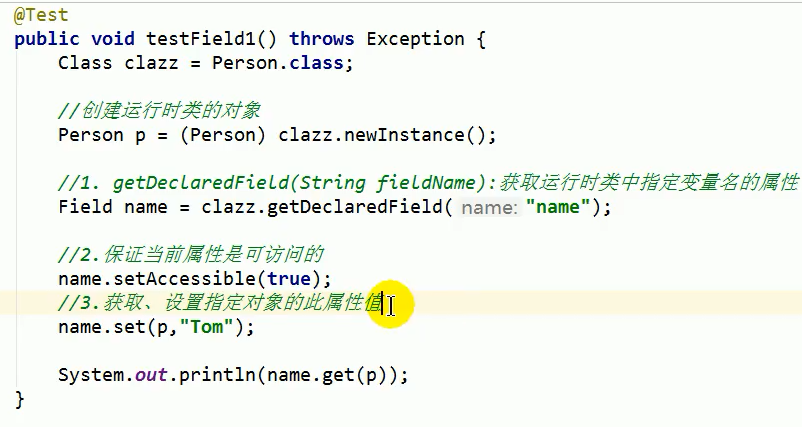 @Test
public void testField1() throws Exception {
Class clazz = Person.class;
//创建运行时类的对象
Person p = (Person) clazz.newInstance();
//1. getDeclaredField(String fieldName):获取运行时类中指定变量名的属性
Field name = clazz.getDeclaredField( name: "name");
//2.保证当前属性是可访问的
name.setAccessible(true);
//3.获取、设置指定对象的此属性值
name.set(p,"Tom");
System.out.println(name.get(p));
}